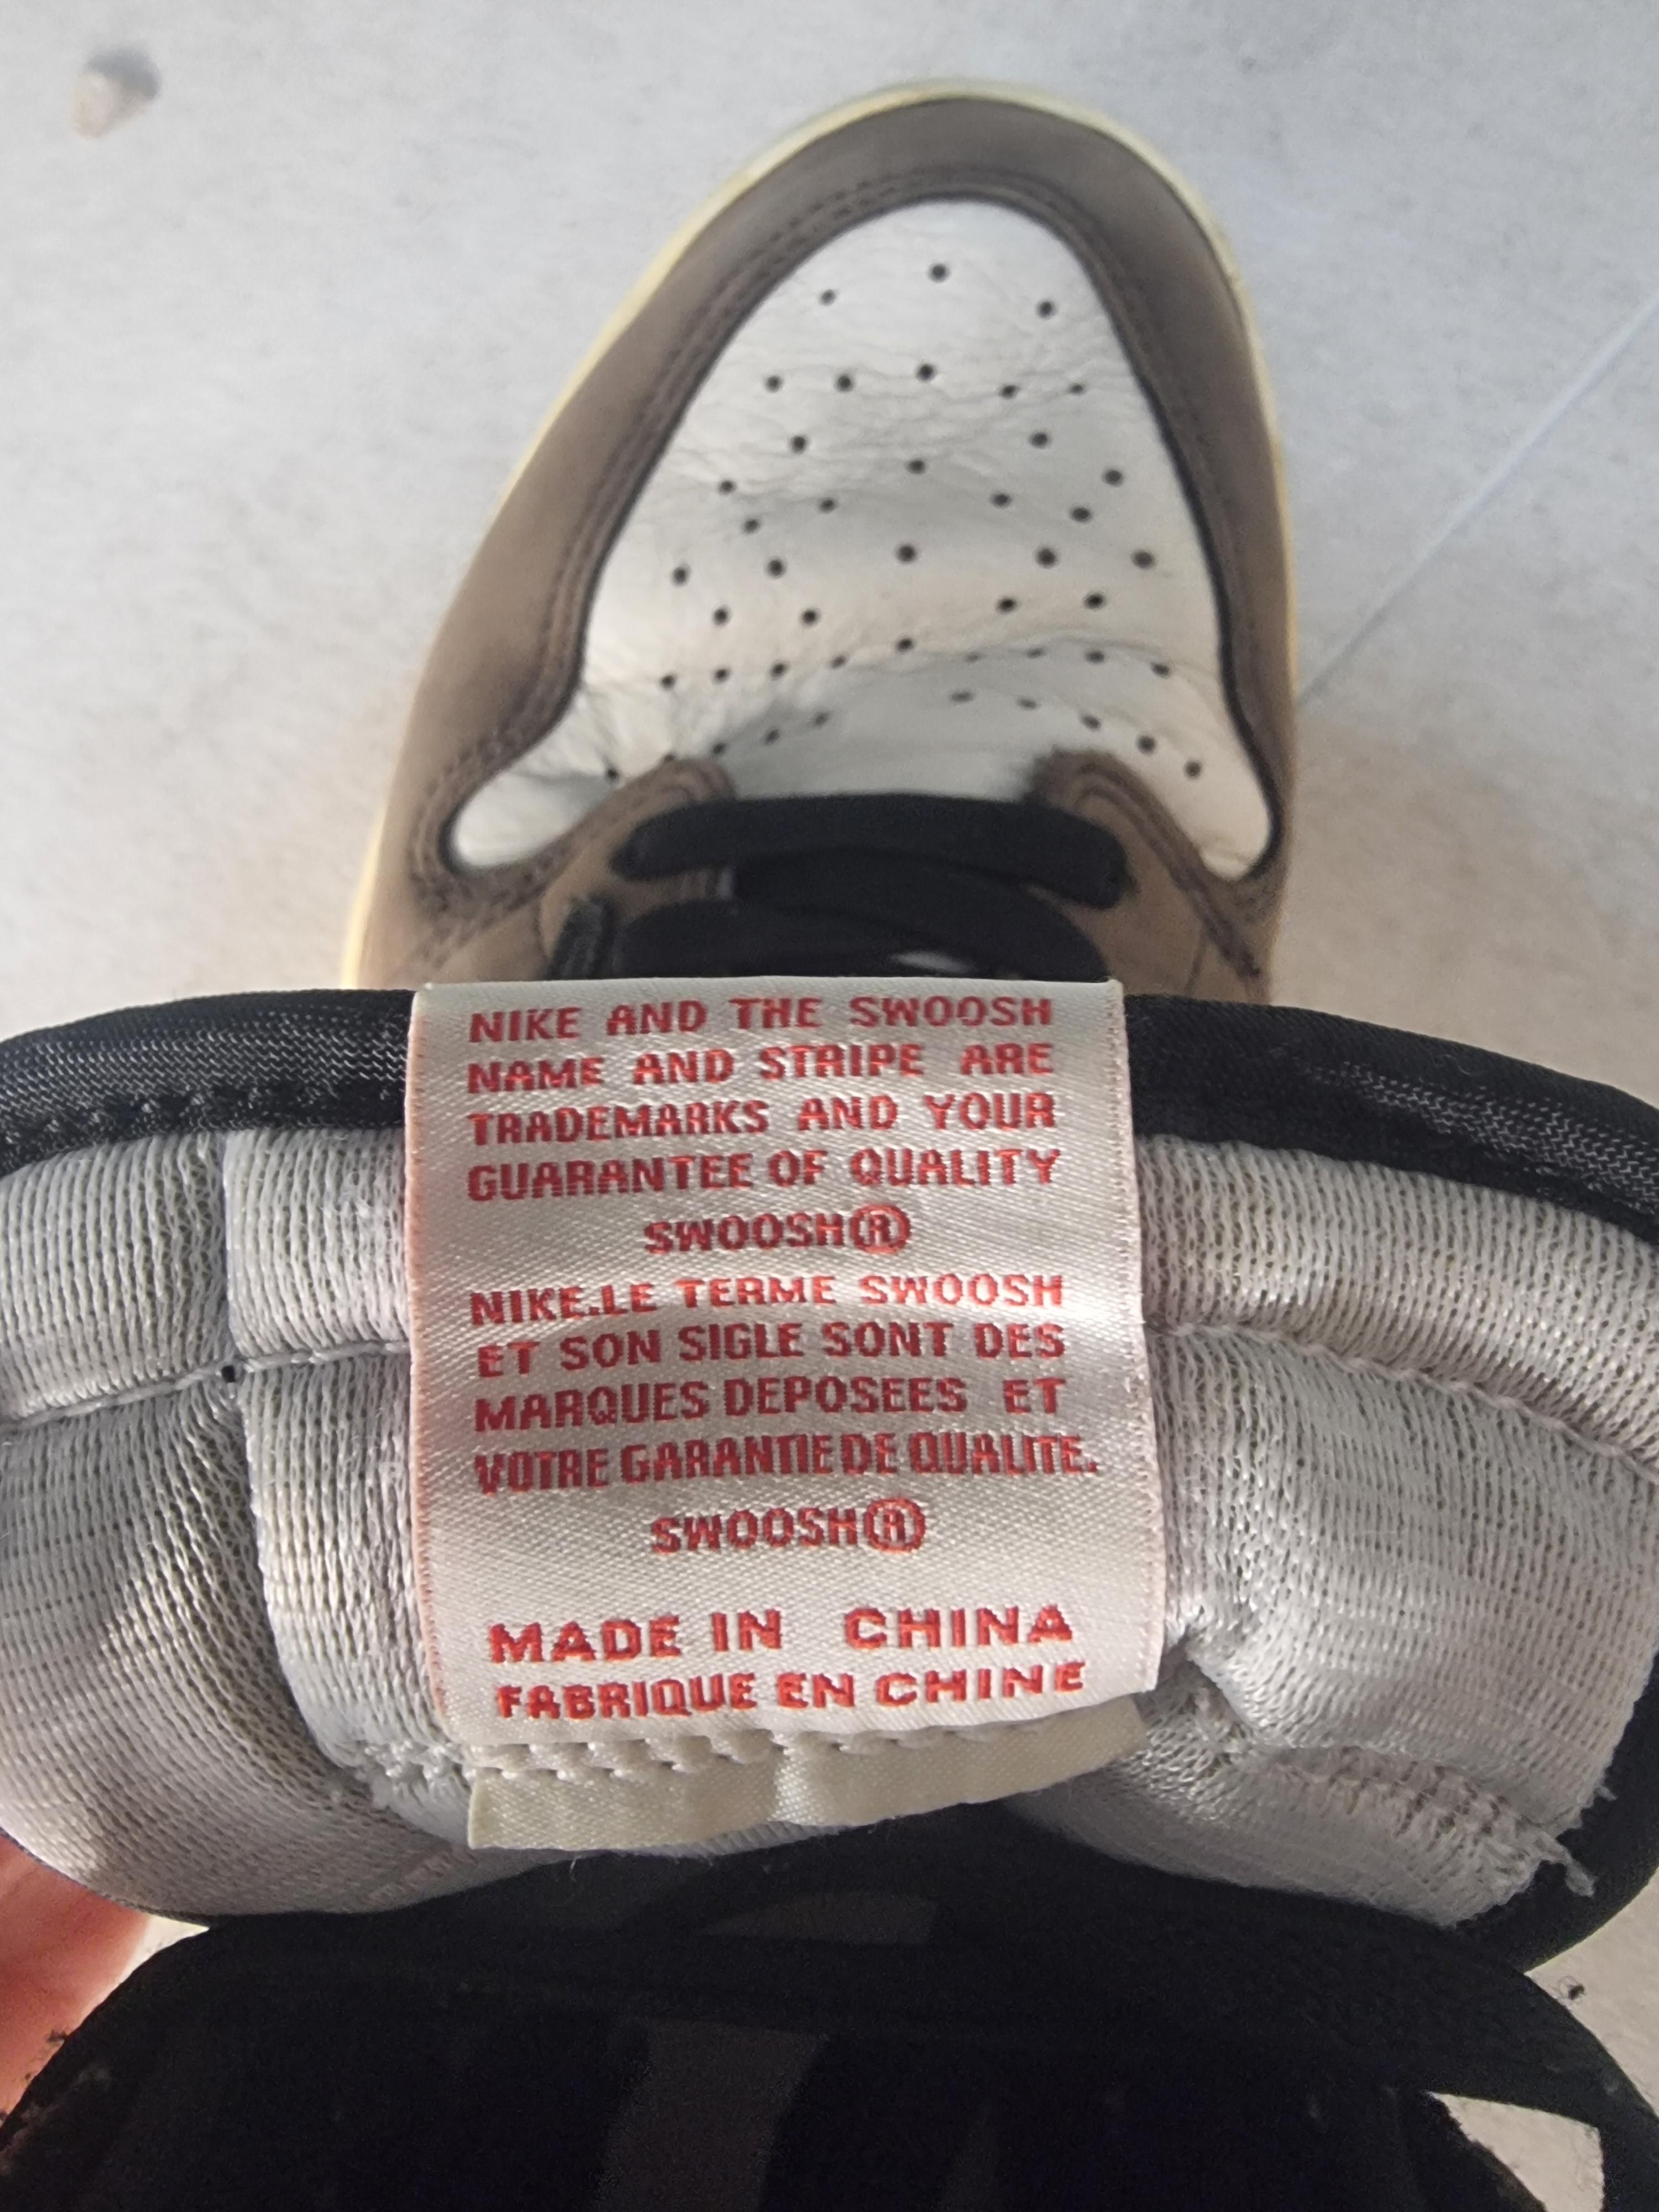 NIKE AND THE SWOOSH
NAME AND STRIPE ARE
TRADEMARKS AND YOUR
GUARANTEE OF QUALITY
SWOOSH®
NIKE.LE TERME SWOOSH
ET SON SIGLE SONT DES
MARQUES DEPOSEES ET
VOTRE GARANTIE DE QUALITE.
SWOOSH®
MADE IN CHINA
FABRIQUE EN CHINE